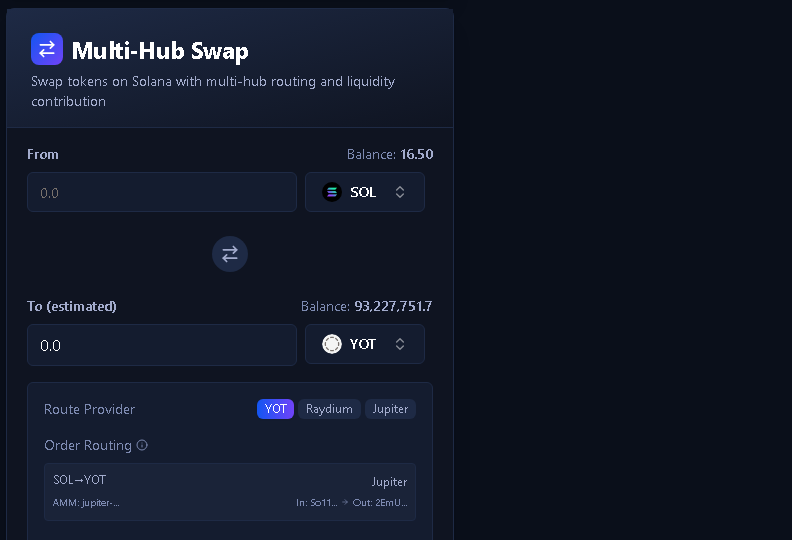 Multi-Hub Swap
Swap tokens on Solana with multi-hub routing and liquidity
contribution
From Balance: 16.50
0.0 SOL
To (estimated) Balance: 93,227,751.7
0.0 YOT
Route Provider YOT Raydium Jupiter
Order Routing
SOL→YOT Jupiter
AMM: jupiter-... In: So11... → Out: 2EmU...